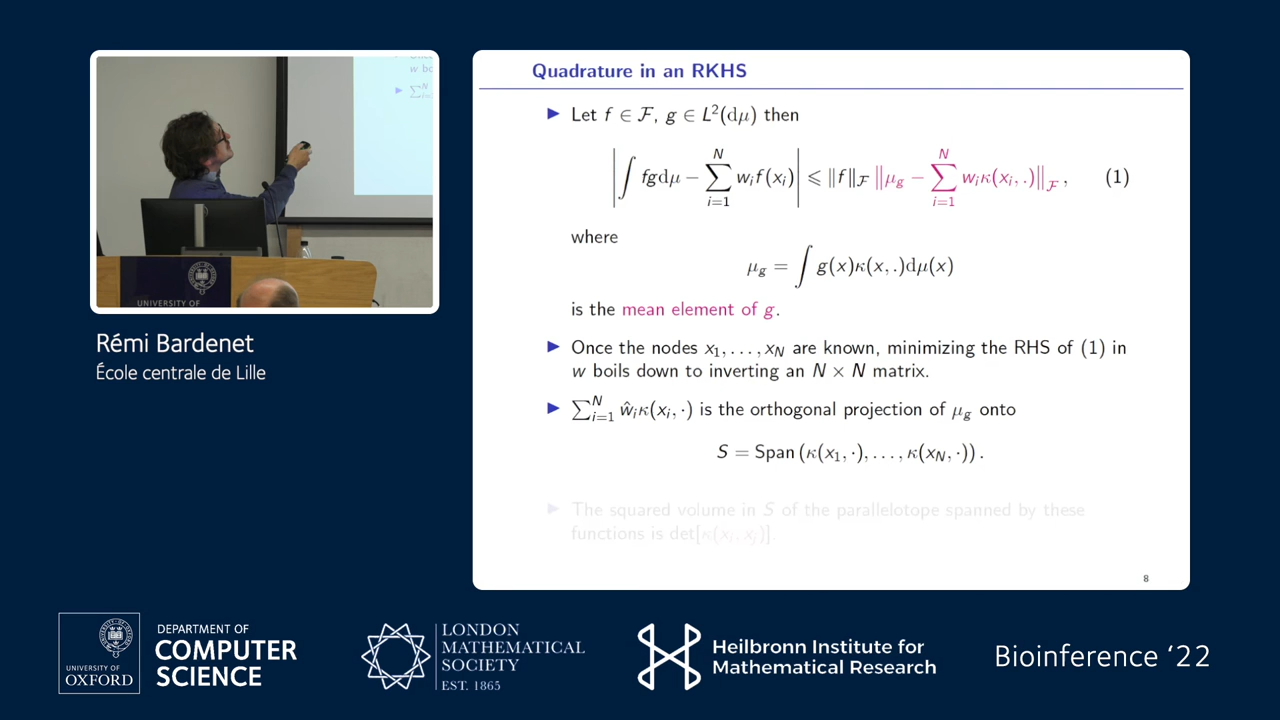 Quadrature in an RKHS
▶ Let f ∈ ℱ, g ∈ L²(dμ) then
| ∫ fgdμ − ∑_{i=1}^{N} w_i f(x_i) | ⩽ ‖f‖_ℱ ‖μ_g − ∑_{i=1}^{N} w_i κ(x_i, .)‖_ℱ , (1)
where
μ_g = ∫ g(x)κ(x, .)dμ(x)
is the mean element of g.
▶ Once the nodes x_1, . . . , x_N are known, minimizing the RHS of (1) in
w boils down to inverting an N × N matrix.
▶ ∑_{i=1}^{N} ŵ_i κ(x_i, ·) is the orthogonal projection of μ_g onto
S = Span (κ(x_1, ·), . . . , κ(x_N, ·)) .
▶ The squared volume in S of the parallelotope spanned by these
functions is det[κ(x_i, x_j)].
8
UNIVERSITY OF
Rémi Bardenet
École centrale de Lille
UNIVERSITY OF
OXFORD
DEPARTMENT OF
COMPUTER
SCIENCE
LONDON
MATHEMATICAL
SOCIETY
EST. 1865
Heilbronn Institute for
Mathematical Research
Bioinference ‘22